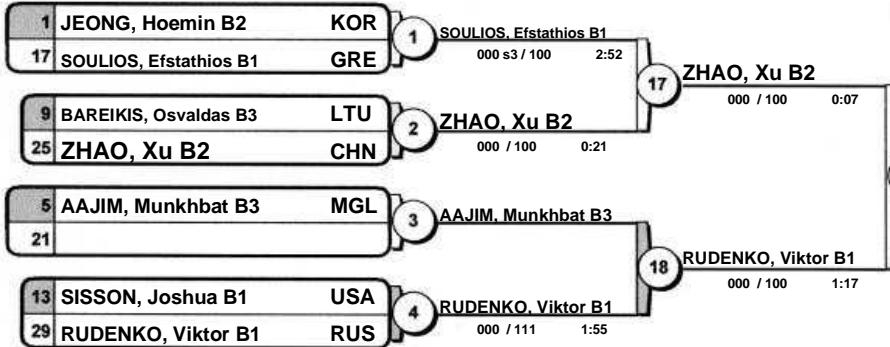 1 JEONG, Hoemin B2 KOR
17 SOULIOS, Efstathios B1 GRE
1
SOULIOS, Efstathios B1
000 s3 / 100 2:52
9 BAREIKIS, Osvaldas B3 LTU
25 ZHAO, Xu B2 CHN
2
ZHAO, Xu B2
000 / 100 0:21
17
ZHAO, Xu B2
000 / 100 0:07
5 AAJIM, Munkhbat B3 MGL
21
3
AAJIM, Munkhbat B3
13 SISSON, Joshua B1 USA
29 RUDENKO, Viktor B1 RUS
4
RUDENKO, Viktor B1
000 / 111 1:55
18
RUDENKO, Viktor B1
000 / 100 1:17